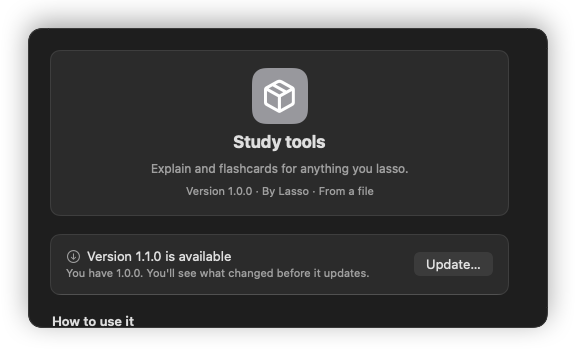 Study tools
Explain and flashcards for anything you lasso.
Version 1.0.0 · By Lasso · From a file
Version 1.1.0 is available
You have 1.0.0. You'll see what changed before it updates.
Update...
How to use it